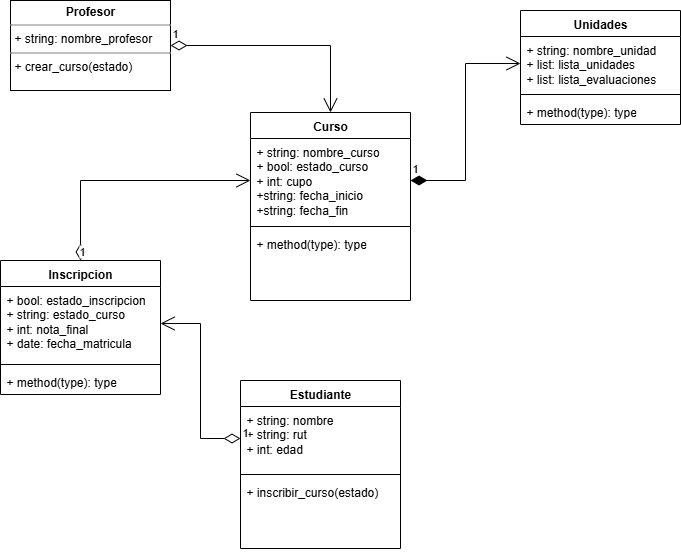 Profesor
+ string: nombre_profesor
+ crear_curso(estado)
1
Unidades
+ string: nombre_unidad
+ list: lista_unidades
+ list: lista_evaluaciones
+ method(type): type
Curso
+ string: nombre_curso
+ bool: estado_curso
+ int: cupo
+string: fecha_inicio
+string: fecha_fin
+ method(type): type
1
1
Inscripcion
+ bool: estado_inscripcion
+ string: estado_curso
+ int: nota_final
+ date: fecha_matricula
+ method(type): type
Estudiante
+ string: nombre
+ string: rut
+ int: edad
+ inscribir_curso(estado)
1